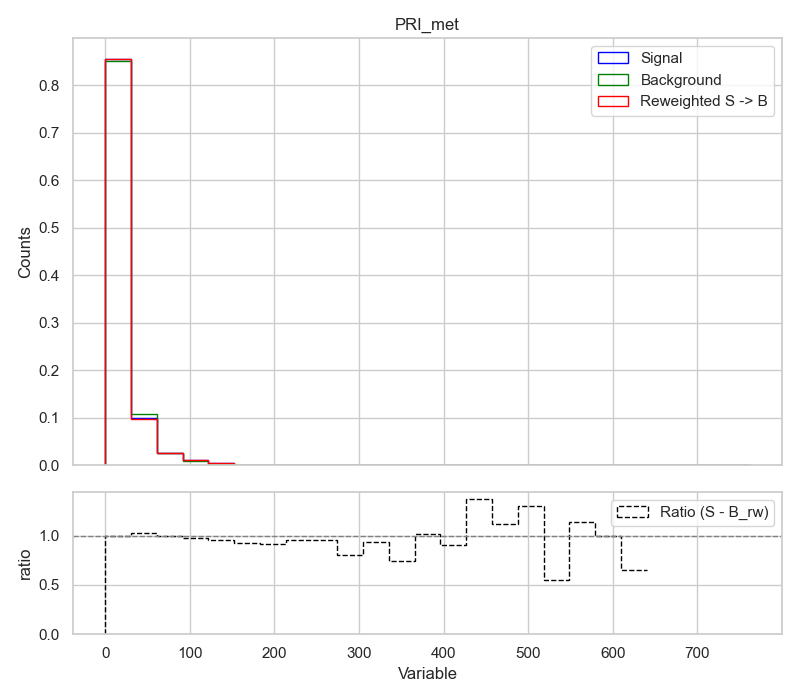 PRI_met
Signal
Background
Reweighted S -> B
0.8
0.7
0.6
0.5
0.4
0.3
0.2
0.1
0.0
Counts
Ratio (S - B_rw)
1.0
0.5
0.0
ratio
0 100 200 300 400 500 600 700
Variable